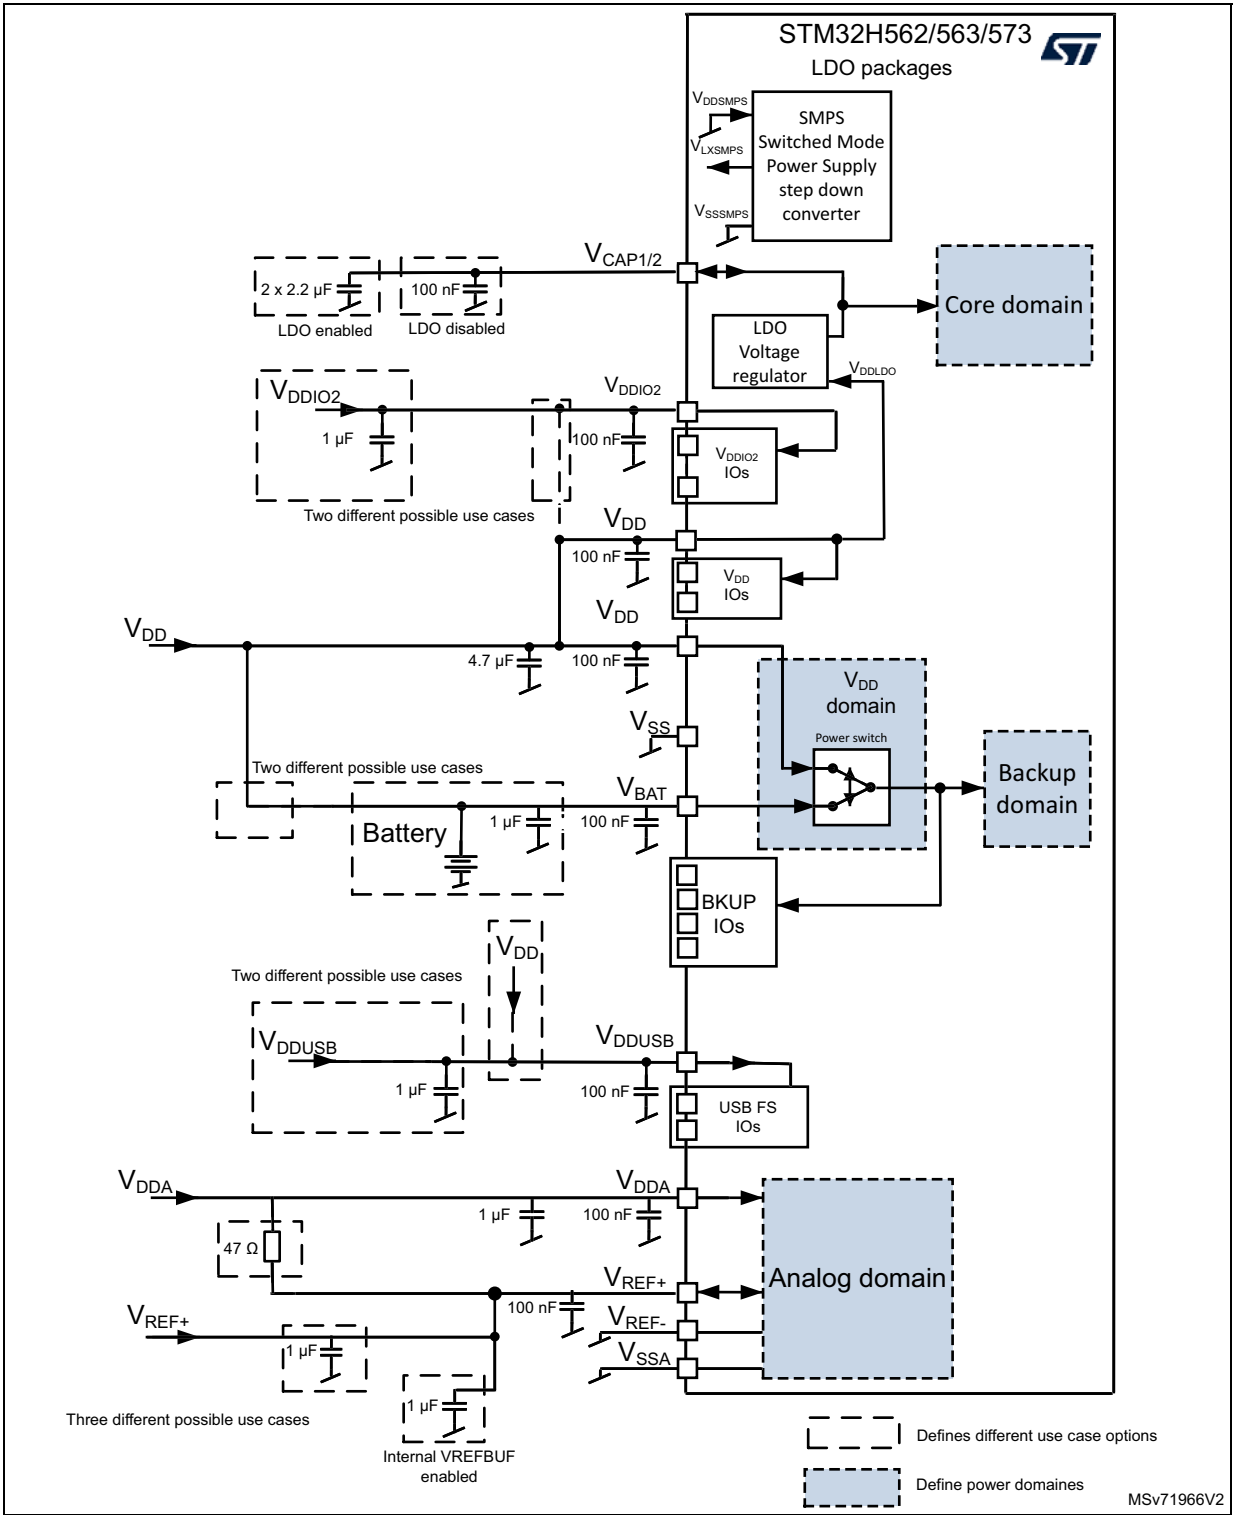 STM32H562/563/573
LDO packages
VDDSMPS
VLXSMPS
VSSSMPS
SMPS
Switched Mode
Power Supply
step down
converter
VCAP1/2
2 x 2.2 µF
100 nF
LDO enabled
LDO disabled
Core domain
LDO
Voltage
regulator
VDDLDO
VDDIO2
VDDIO2
1 µF
100 nF
VDDIO2
IOs
Two different possible use cases
VDD
100 nF
VDD
IOs
VDD
VDD
4.7 µF
100 nF
VDD
domain
Power switch
VSS
Two different possible use cases
VBAT
Battery
1 µF
100 nF
Backup
domain
BKUP
IOs
VDD
Two different possible use cases
VDDUSB
VDDUSB
1 µF
100 nF
USB FS
IOs
VDDA
VDDA
1 µF
100 nF
47 Ω
VREF+
Analog domain
100 nF
VREF+
VREF-
1 µF
VSSA
1 µF
Three different possible use cases
Internal VREFBUF
enabled
Defines different use case options
Define power domaines
MSv71966V2